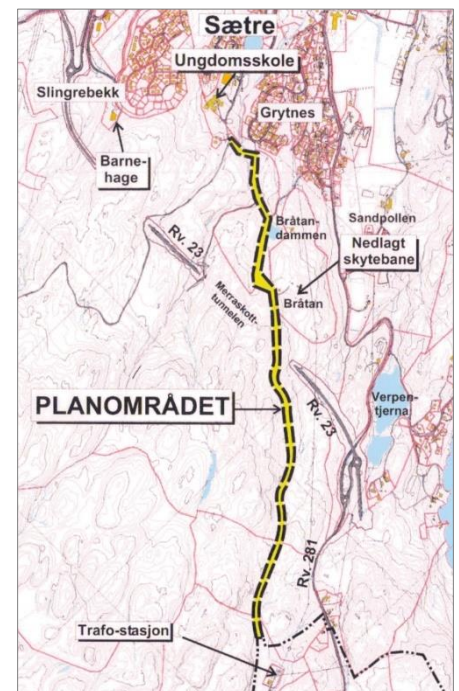 Sætre
Ungdomsskole
Slingrebekk
Grytnes
Barne-
hage
Bråtan-
dammen
Sandpollen
Rv. 23
Nedlagt
skytebane
Merraskott-
tunnelen
Bråtan
PLANOMRÅDET
Rv. 23
Verpen-
tjerna
Rv. 281
Trafo-stasjon